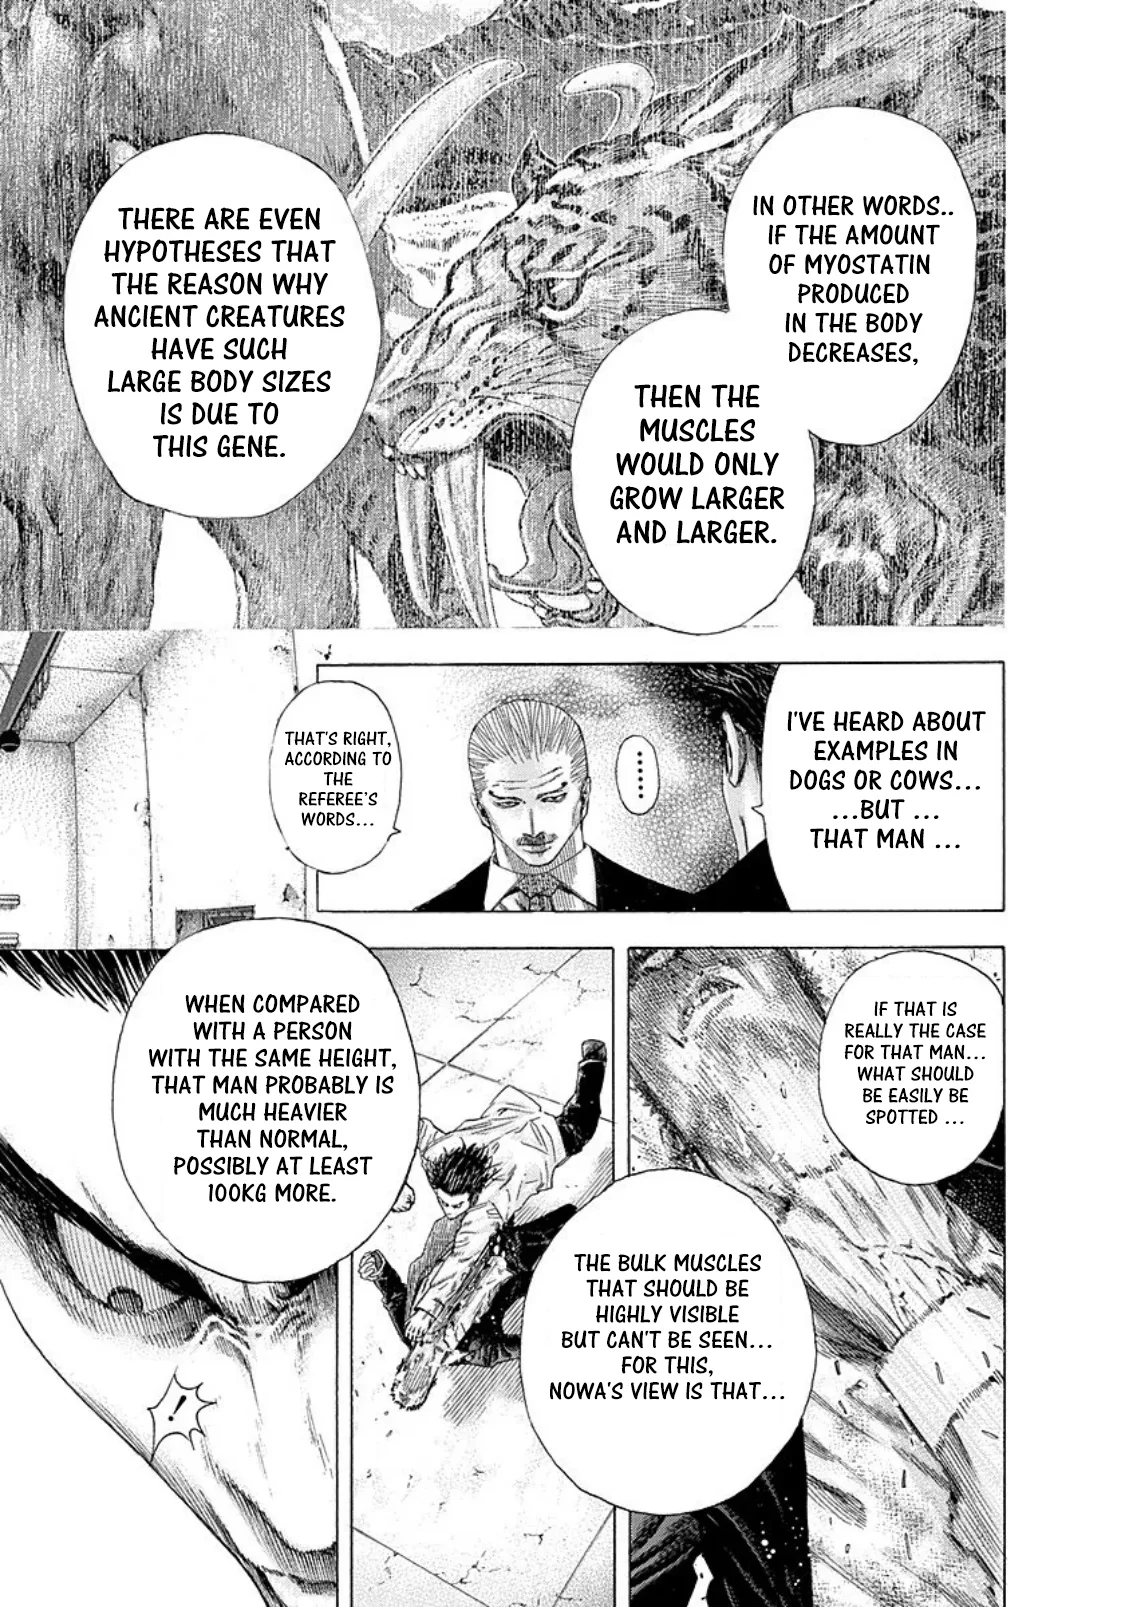 IN OTHER WORDS..
IF THE AMOUNT
OF MYOSTATIN
PRODUCED
IN THE BODY
DECREASES,
THEN THE
MUSCLES
WOULD ONLY
GROW LARGER
AND LARGER.
THERE ARE EVEN
HYPOTHESES THAT
THE REASON WHY
ANCIENT CREATURES
HAVE SUCH
LARGE BODY SIZES
IS DUE TO
THIS GENE.
I'VE HEARD ABOUT
EXAMPLES IN
DOGS OR COWS...
...BUT ...
THAT MAN ...
......
THAT'S RIGHT,
ACCORDING TO
THE
REFEREE'S
WORDS...
IF THAT IS
REALLY THE CASE
FOR THAT MAN...
WHAT SHOULD
BE EASILY BE
SPOTTED ...
THE BULK MUSCLES
THAT SHOULD BE
HIGHLY VISIBLE
BUT CAN'T BE SEEN...
FOR THIS,
NOWA'S VIEW IS THAT...
WHEN COMPARED
WITH A PERSON
WITH THE SAME HEIGHT,
THAT MAN PROBABLY IS
MUCH HEAVIER
THAN NORMAL,
POSSIBLY AT LEAST
100KG MORE.
!